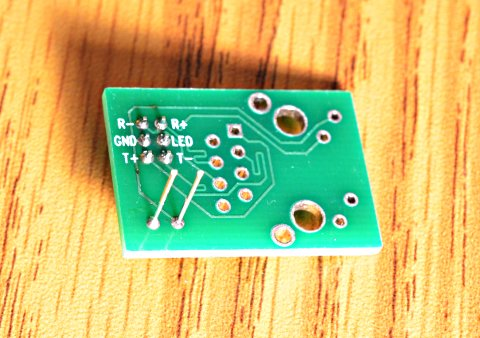 R- R+
GND LED
T+ T-